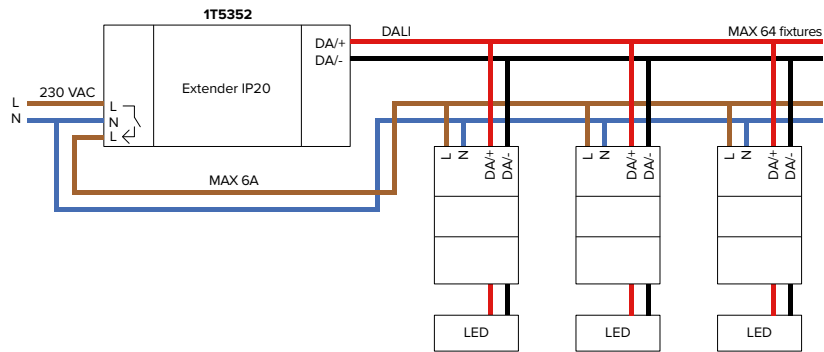 1T5352
DA/+
DALI
MAX 64 fixtures
DA/-
230 VAC
Extender IP20
L
L
N
N
L
MAX 6A
L
N
DA/+
DA/-
L
N
DA/+
DA/-
L
N
DA/+
DA/-
LED
LED
LED